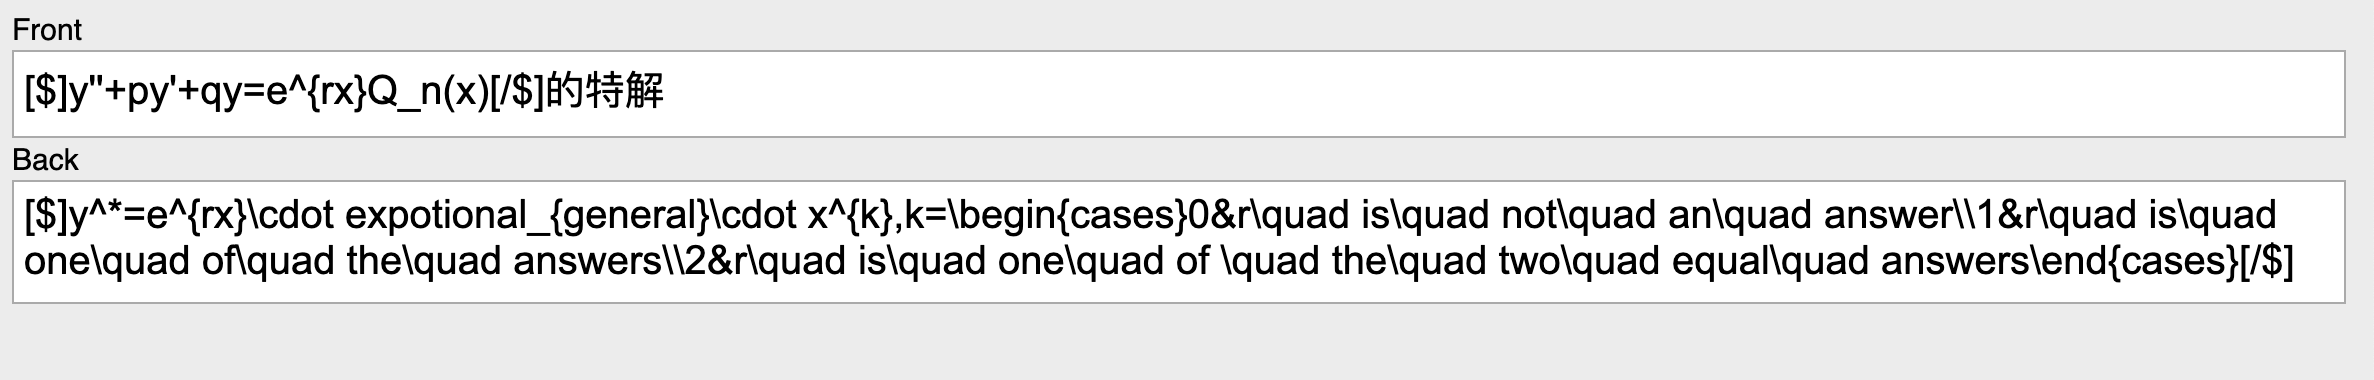 Front
[$]y"+py'+qy=e^{rx}Q_n(x)[/$]的特解
Back
[$]y^*=e^{rx}\cdot expotional_{general}\cdot x^{k},k=\begin{cases}0&r\quad is\quad not\quad an\quad answer\\1&r\quad is\quad
one\quad of\quad the\quad answers\\2&r\quad is\quad one\quad of \quad the\quad two\quad equal\quad answers\end{cases}[/$]